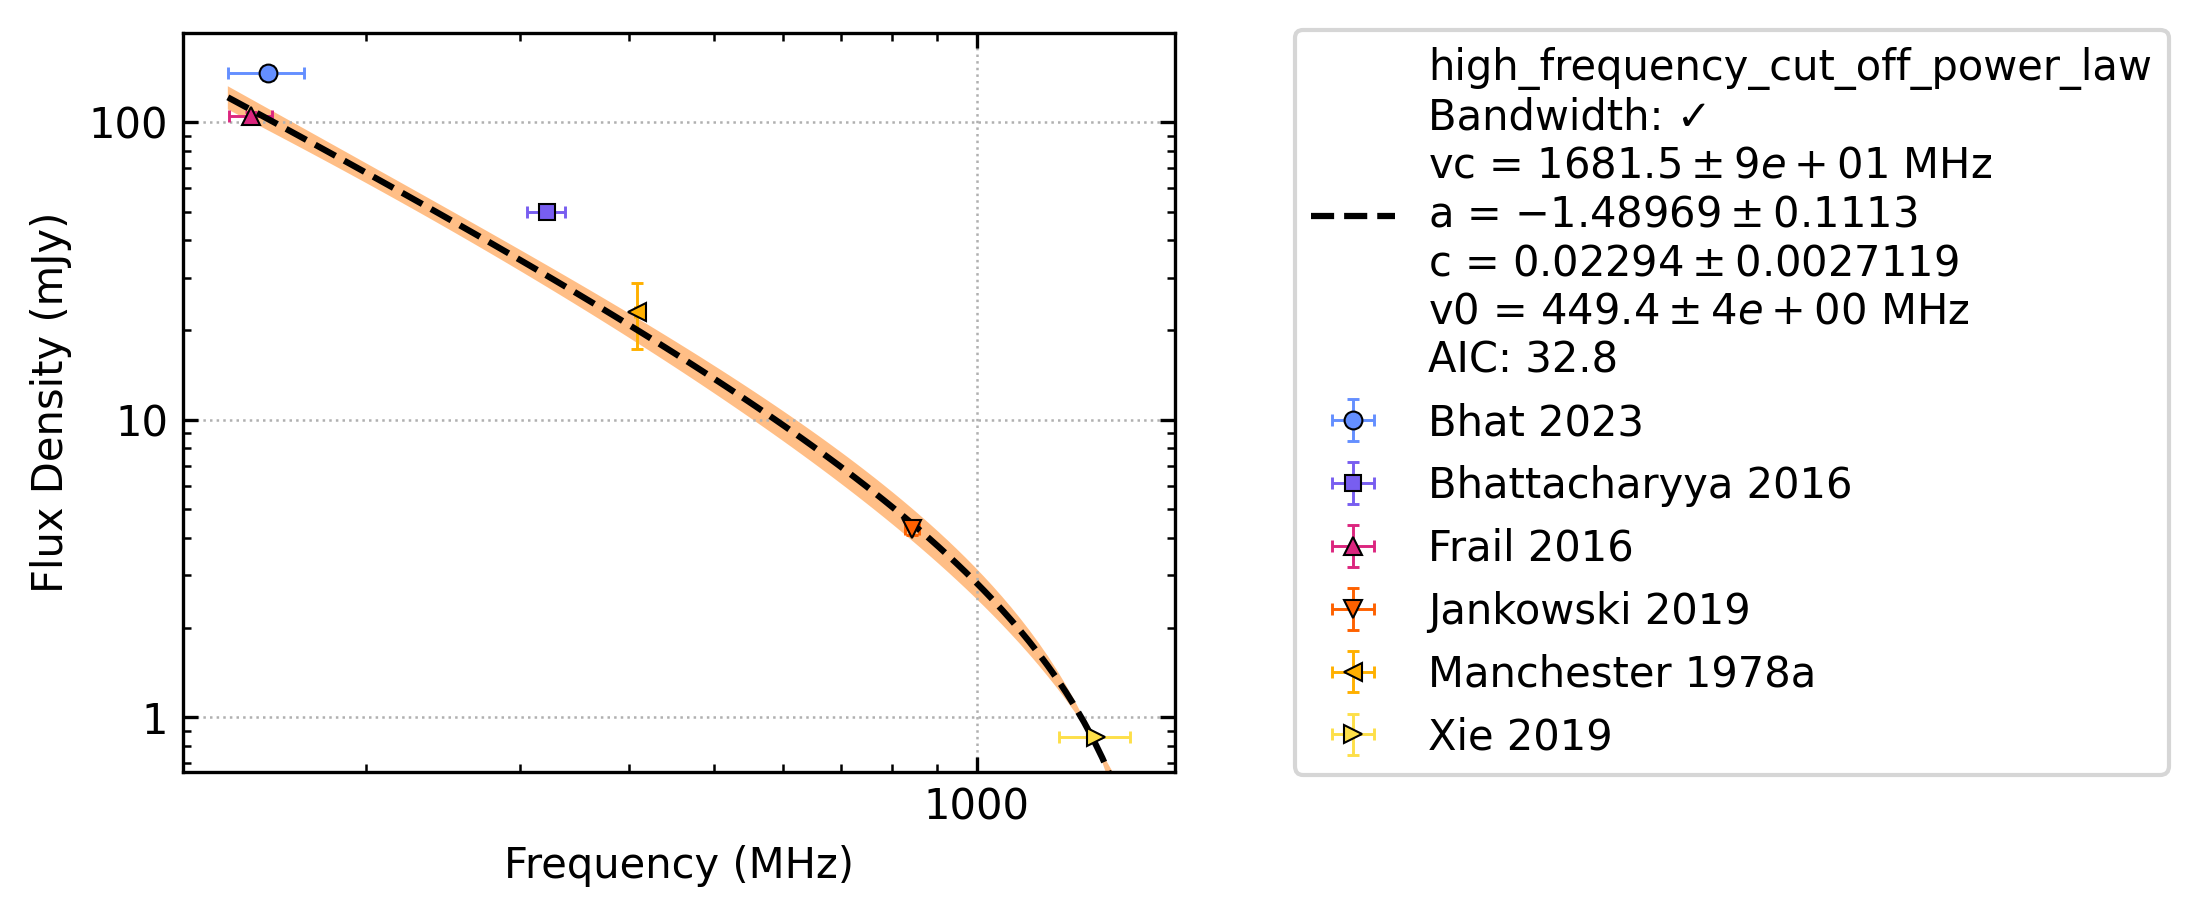 100
10
1
Flux Density (mJy)
1000
Frequency (MHz)
high_frequency_cut_off_power_law
Bandwidth: ✓
vc = 1681.5 ± 9e + 01 MHz
a = −1.48969 ± 0.1113
c = 0.02294 ± 0.0027119
v0 = 449.4 ± 4e + 00 MHz
AIC: 32.8
Bhat 2023
Bhattacharyya 2016
Frail 2016
Jankowski 2019
Manchester 1978a
Xie 2019